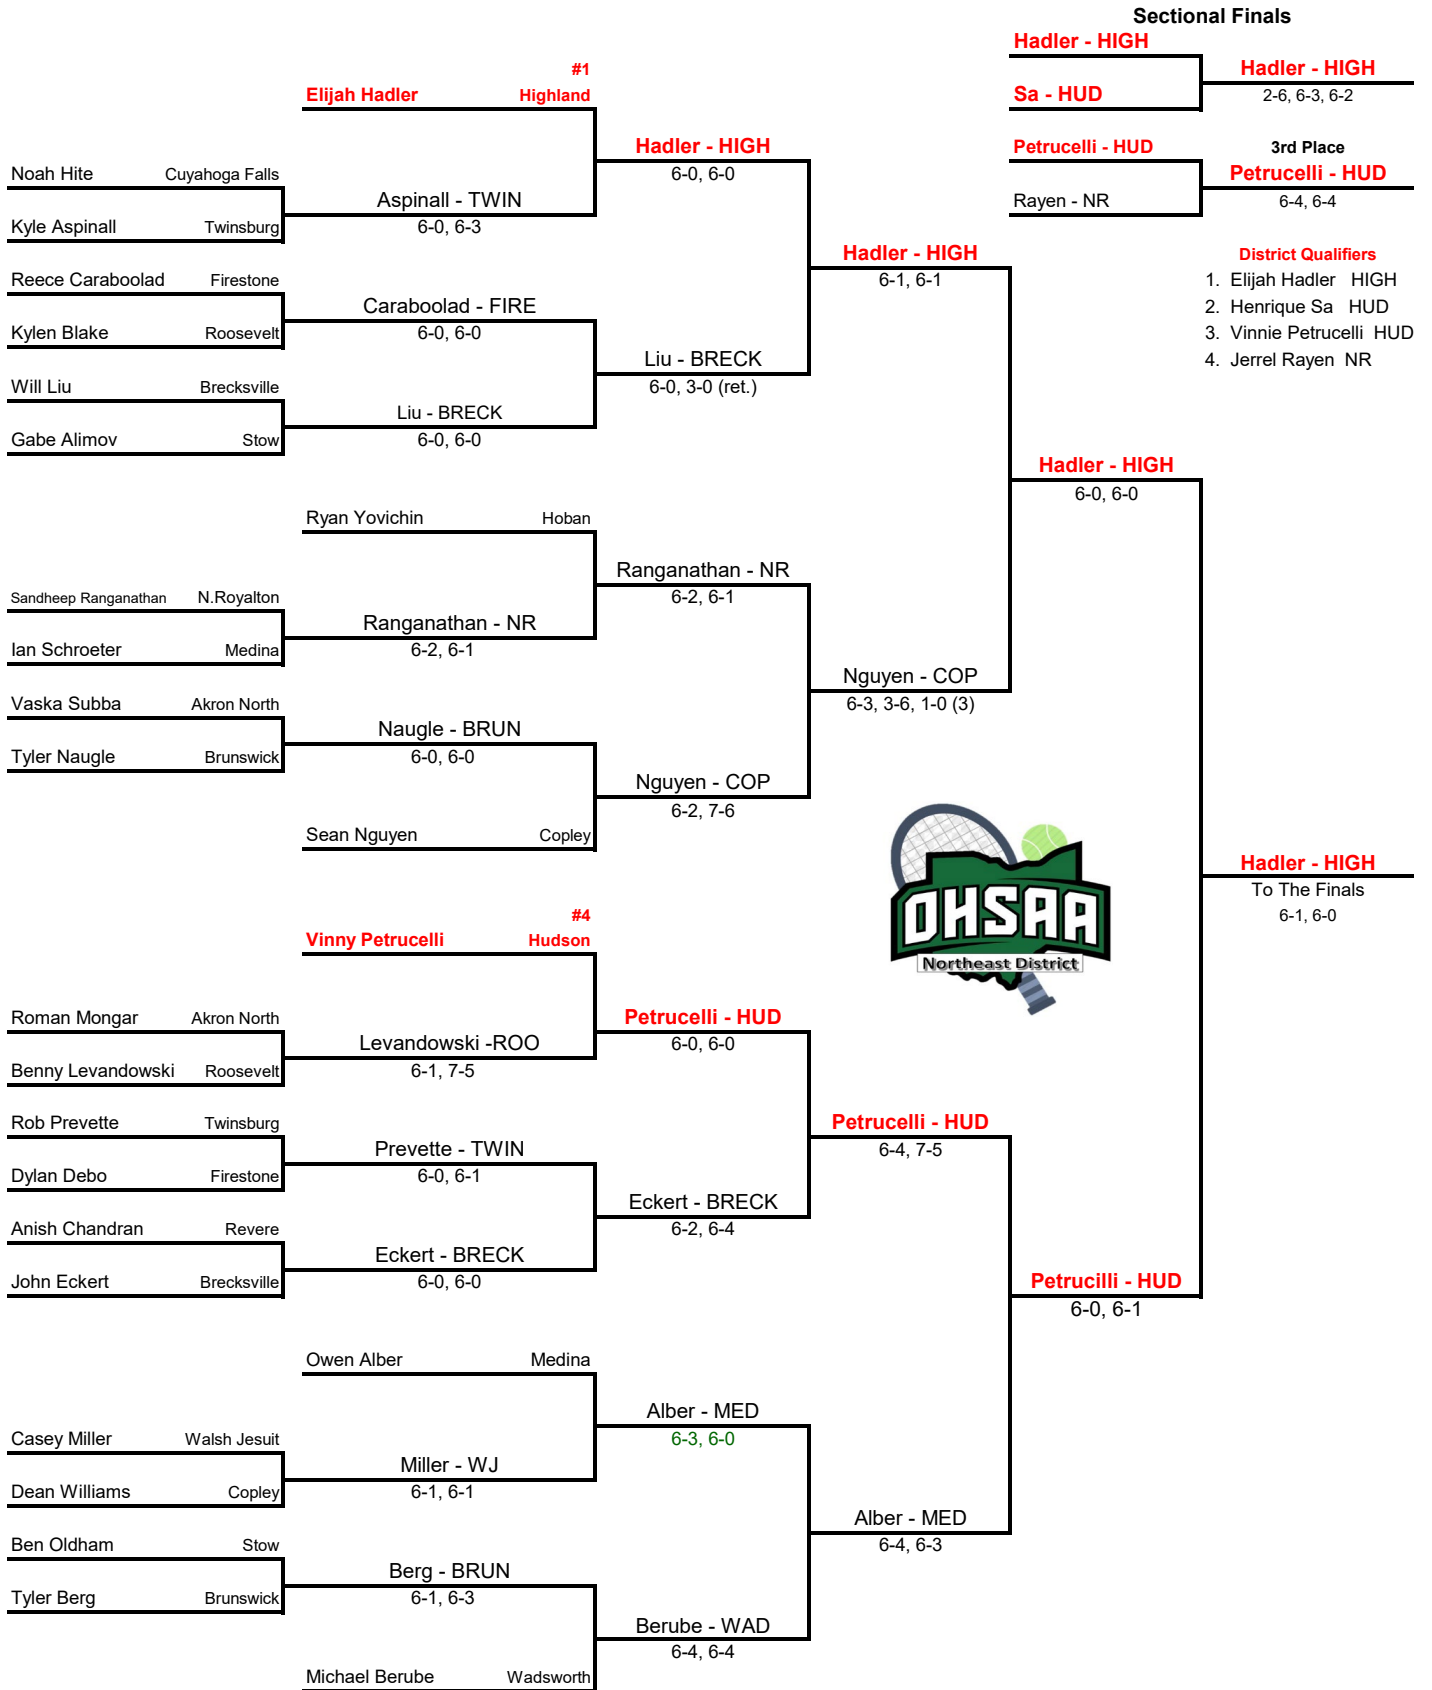 Sectional Finals
Hadler - HIGH
#1
Hadler - HIGH
Elijah Hadler Highland
Sa - HUD
2-6, 6-3, 6-2
Hadler - HIGH
Petrucelli - HUD
3rd Place
Noah Hite Cuyahoga Falls
6-0, 6-0
Petrucelli - HUD
Aspinall - TWIN
Rayen - NR
6-4, 6-4
Kyle Aspinall Twinsburg
6-0, 6-3
Hadler - HIGH
District Qualifiers
Reece Caraboolad Firestone
6-1, 6-1
1. Elijah Hadler HIGH
Caraboolad - FIRE
2. Henrique Sa HUD
Kylen Blake Roosevelt
6-0, 6-0
3. Vinnie Petrucelli HUD
Liu - BRECK
4. Jerrel Rayen NR
Will Liu Brecksville
6-0, 3-0 (ret.)
Liu - BRECK
Gabe Alimov Stow
6-0, 6-0
Hadler - HIGH
6-0, 6-0
Ryan Yovichin Hoban
Ranganathan - NR
Sandheep Ranganathan N.Royalton
6-2, 6-1
Ranganathan - NR
Ian Schroeter Medina
6-2, 6-1
Nguyen - COP
Vaska Subba Akron North
6-3, 3-6, 1-0 (3)
Naugle - BRUN
Tyler Naugle Brunswick
6-0, 6-0
Nguyen - COP
6-2, 7-6
Sean Nguyen Copley
OHSAA
Northeast District
Hadler - HIGH
To The Finals
6-1, 6-0
#4
Vinny Petrucelli Hudson
Roman Mongar Akron North
Petrucelli - HUD
6-0, 6-0
Levandowski -ROO
Benny Levandowski Roosevelt
6-1, 7-5
Rob Prevette Twinsburg
Petrucelli - HUD
6-4, 7-5
Prevette - TWIN
Dylan Debo Firestone
6-0, 6-1
Eckert - BRECK
Anish Chandran Revere
6-2, 6-4
Eckert - BRECK
John Eckert Brecksville
6-0, 6-0
Petrucilli - HUD
6-0, 6-1
Owen Alber Medina
Alber - MED
Casey Miller Walsh Jesuit
6-3, 6-0
Miller - WJ
Dean Williams Copley
6-1, 6-1
Alber - MED
Ben Oldham Stow
6-4, 6-3
Berg - BRUN
Tyler Berg Brunswick
6-1, 6-3
Berube - WAD
6-4, 6-4
Michael Berube Wadsworth